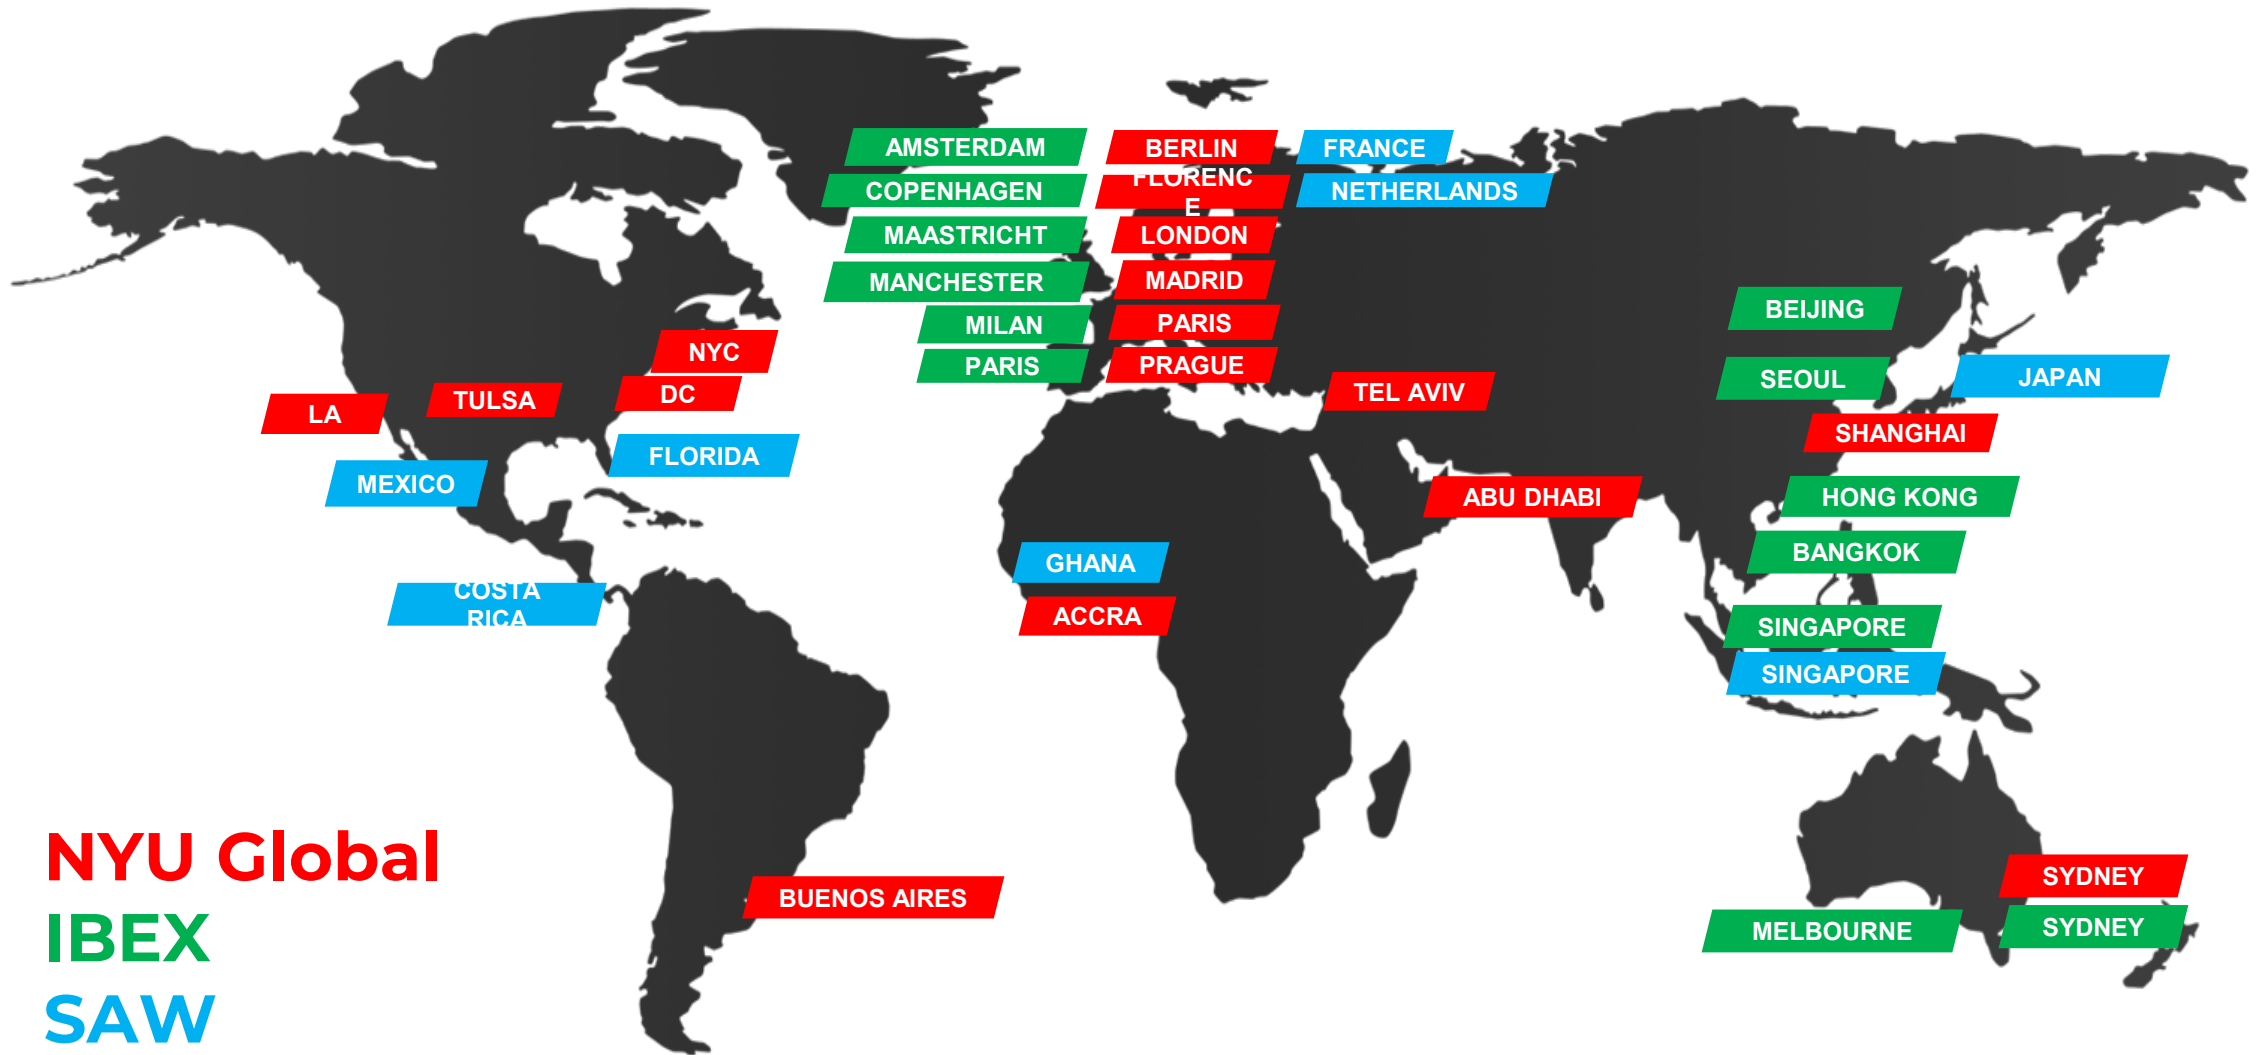 AMSTERDAM
BERLIN
FRANCE
COPENHAGEN
FLORENC
E
NETHERLANDS
MAASTRICHT
LONDON
MANCHESTER
MADRID
MILAN
PARIS
PARIS
PRAGUE
NYC
DC
TULSA
LA
TEL AVIV
BEIJING
SEOUL
JAPAN
SHANGHAI
FLORIDA
MEXICO
ABU DHABI
HONG KONG
BANGKOK
GHANA
ACCRA
COSTA
RICA
SINGAPORE
SINGAPORE
BUENOS AIRES
SYDNEY
MELBOURNE
SYDNEY
NYU Global
IBEX
SAW